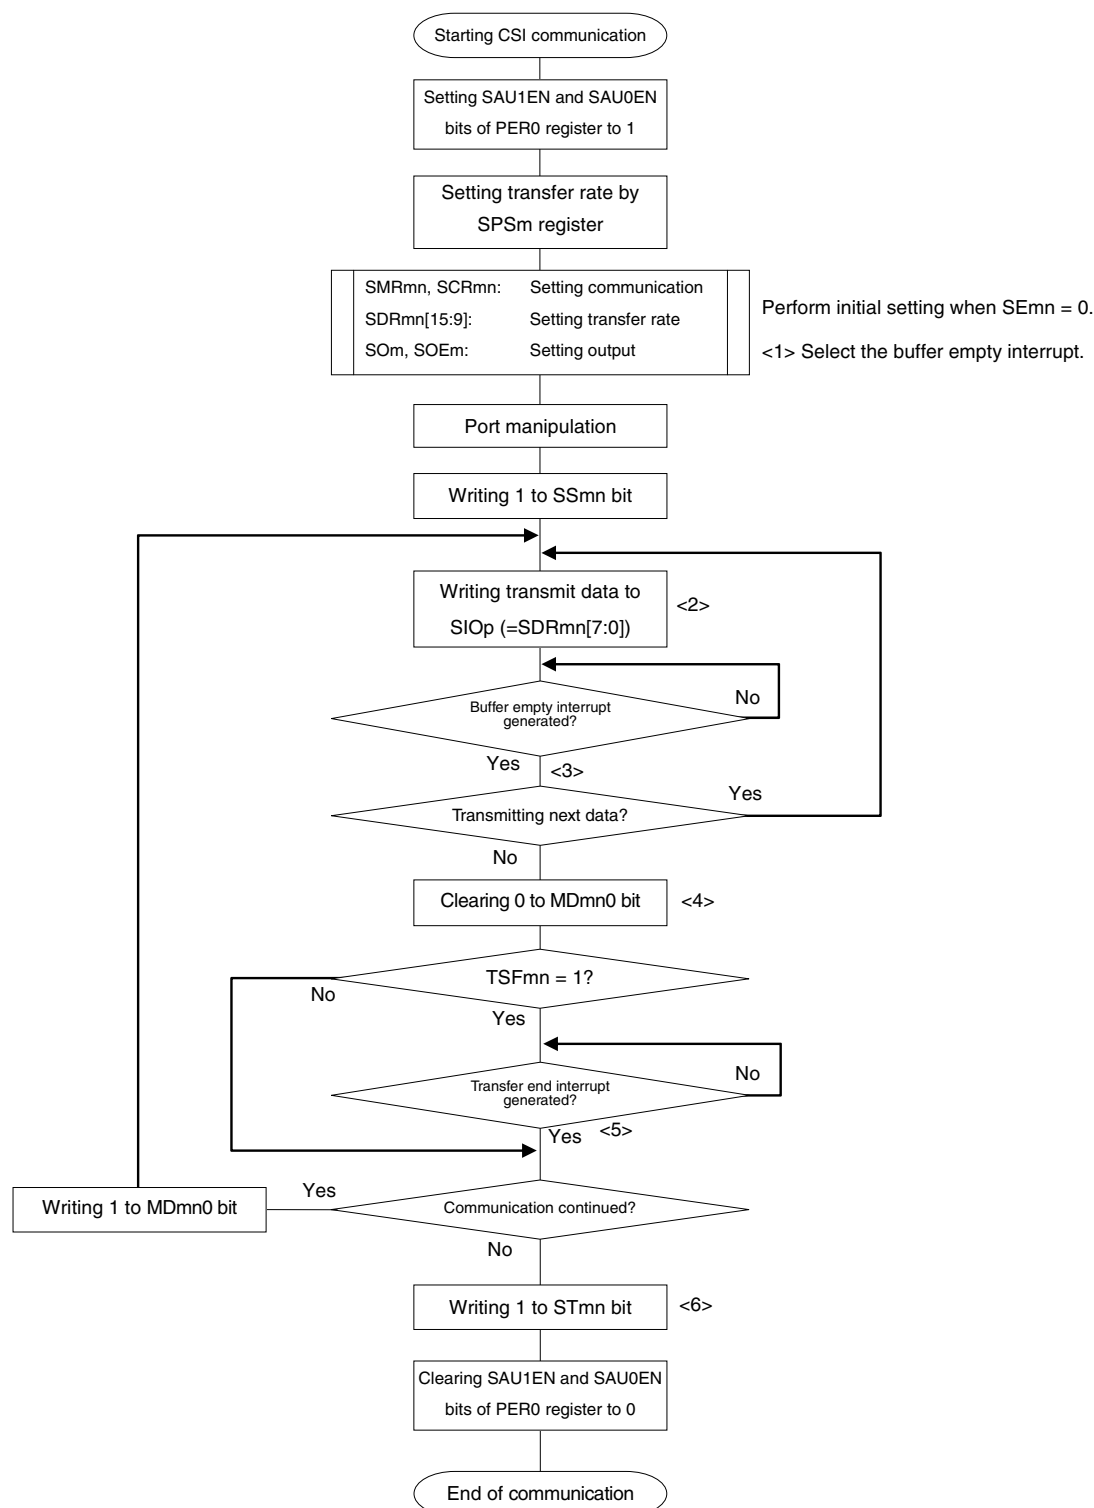 Starting CSI communication
Setting SAU1EN and SAU0EN
bits of PER0 register to 1
Setting transfer rate by
SPSm register
SMRmn, SCRmn: Setting communication
SDRmn[15:9]: Setting transfer rate
SOm, SOEm: Setting output
Perform initial setting when SEmn = 0.
<1> Select the buffer empty interrupt.
Port manipulation
Writing 1 to SSmn bit
Writing transmit data to
SIOp (=SDRmn[7:0])
<2>
Buffer empty interrupt
generated?
No
Yes
<3>
Transmitting next data?
Yes
No
Clearing 0 to MDmn0 bit
<4>
TSFmn = 1?
No
Yes
Transfer end interrupt
generated?
No
Yes
<5>
Communication continued?
Yes
Writing 1 to MDmn0 bit
No
Writing 1 to STmn bit
<6>
Clearing SAU1EN and SAU0EN
bits of PER0 register to 0
End of communication